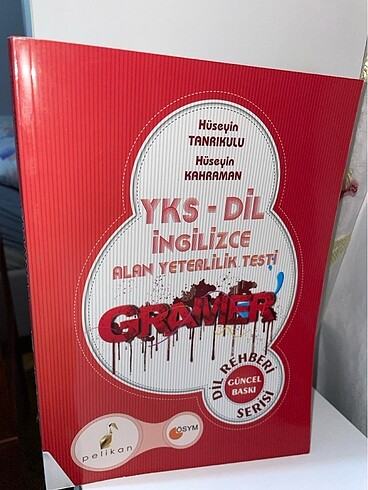 Hüseyin
TANRIKULU
Hüseyin
KAHRAMAN
YKS - DİL
İNGİLİZCE
ALAN YETERLİLİK TESTİ
GRAMER
DİL REHBERİ
GÜNCEL
BASKI
SERİSİ
pelikan
ÖSYM